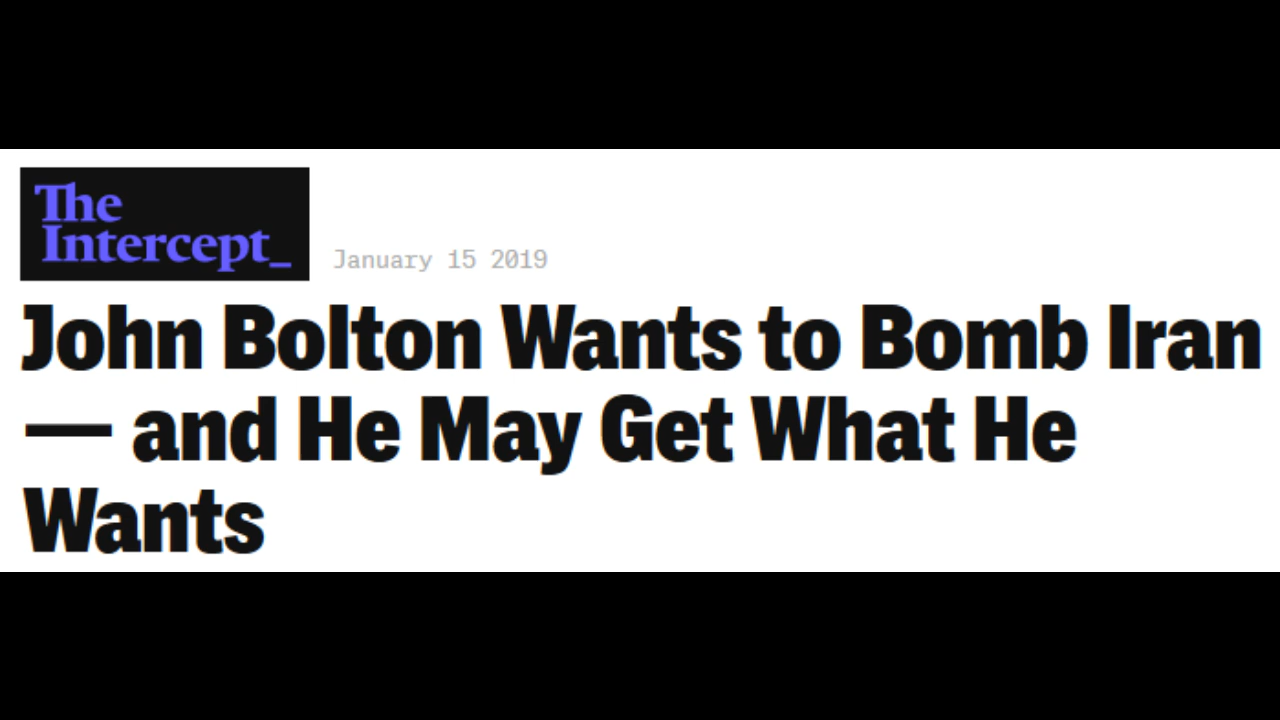 The
Intercept_
January 15 2019
John Bolton Wants to Bomb Iran
— and He May Get What He
Wants